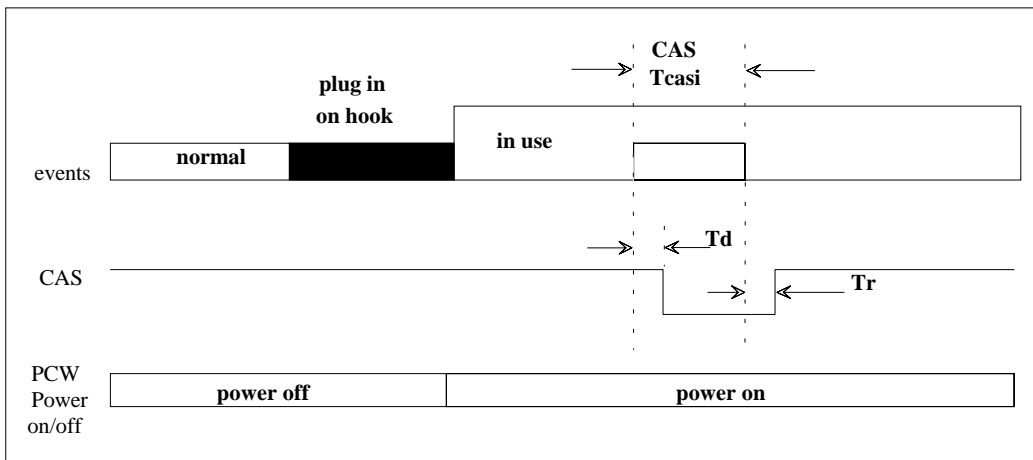 CAS
Tcasi
plug in
on hook
in use
normal
events
Td
CAS
Tr
PCW
Power
on/off
power off
power on